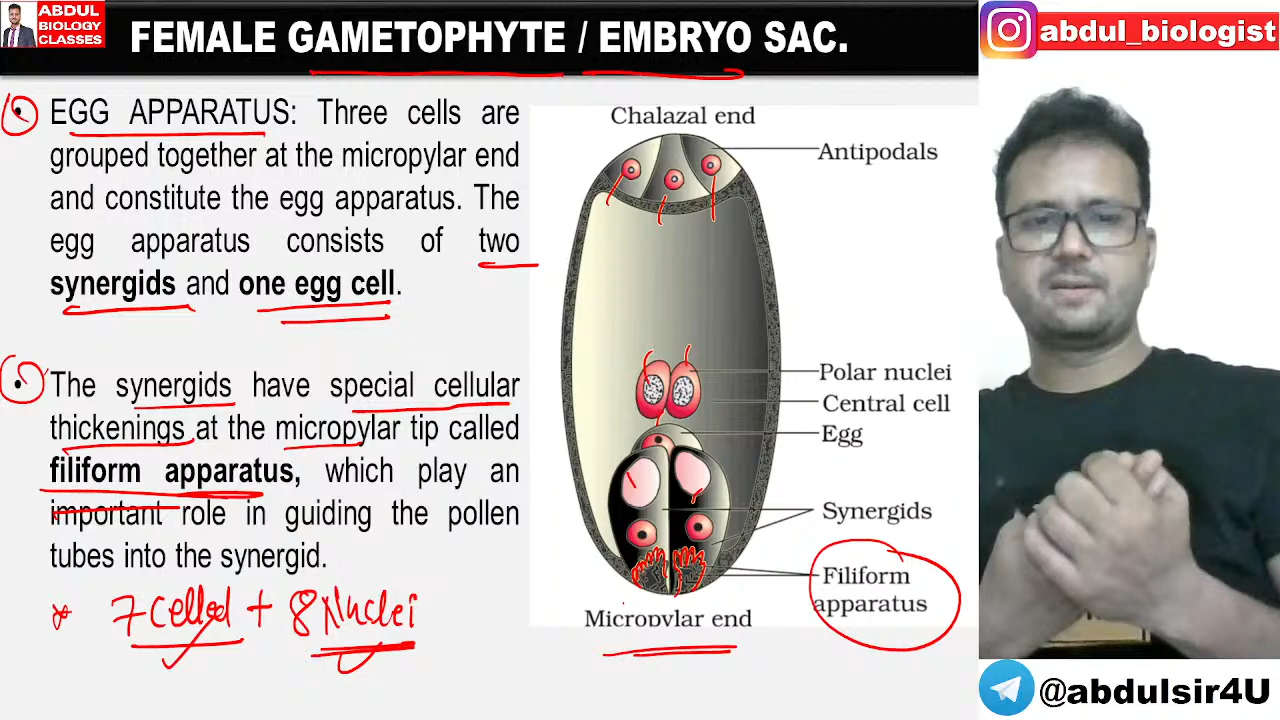 ABDUL
BIOLOGY
CLASSES
FEMALE GAMETOPHYTE / EMBRYO SAC.
abdul_biologist
• EGG APPARATUS: Three cells are
grouped together at the micropylar end
and constitute the egg apparatus. The
egg apparatus consists of two
synergids and one egg cell.
• The synergids have special cellular
thickenings at the micropylar tip called
filiform apparatus, which play an
important role in guiding the pollen
tubes into the synergid.
* 7 celled + 8 Nuclei
Chalazal end
Antipodals
Polar nuclei
Central cell
Egg
Synergids
Filiform
apparatus
Micropylar end
@abdulsir4U